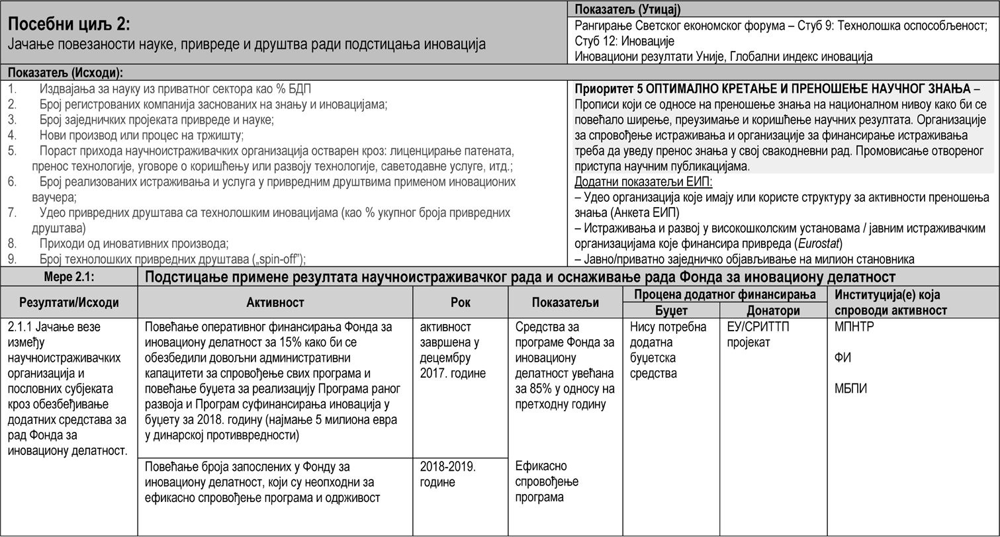 Посебни циљ 2:
Јачање повезаности науке, привреде и друштва ради подстицања иновација
Показатељ (Утицај)
Рангирање Светског економског форума – Стуб 9: Технолошка оспособљеност;
Стуб 12: Иновације
Иновациони резултати Уније, Глобални индекс иновација
Показатељ (Исходи):
1. Издвајања за науку из приватног сектора као % БДП
2. Број регистрованих компанија заснованих на знању и иновацијама;
3. Број заједничких пројеката привреде и науке;
4. Нови производ или процес на тржишту;
5. Пораст прихода научноистраживачких организација остварен кроз: лиценцирање патената,
пренос технологије, уговоре о коришћењу или развоју технологије, саветодавне услуге, итд.;
6. Број реализованих истраживања и услуга у привредним друштвима применом иновационих
ваучера;
7. Удео привредних друштава са технолошким иновацијама (као % укупног броја привредних
друштава)
8. Приходи од иновативних производа;
9. Број технолошких привредних друштава („spin-off”);
Приоритет 5 ОПТИМАЛНО КРЕТАЊЕ И ПРЕНОШЕЊЕ НАУЧНОГ ЗНАЊА –
Прописи који се односе на преношење знања на националном нивоу како би се
повећало ширење, преузимање и коришћење научних резултата. Организације
за спровођење истраживања и организације за финансирање истраживања
треба да уведу пренос знања у свој свакодневни рад. Промовисање отвореног
приступа научним публикацијама.
Додатни показатељи ЕИП:
– Удео организација које имају или користе структуру за активности преношења
знања (Анкета ЕИП)
– Истраживања и развој у високошколским установама / јавним истраживачким
организацијама које финансира привреда (Eurostat)
– Јавно/приватно заједничко објављивање на милион становника
Мере 2.1:
Подстицање примене резултата научноистраживачког рада и оснаживање рада Фонда за иновациону делатност
Резултати/Исходи
Активност
Рок
Показатељи
Процена додатног финансирања
Буџет
Донатори
Институција(е) која
спроводи активност
2.1.1 Јачање везе
између
научноистраживачких
организација и
пословних субјеката
кроз обезбеђивање
додатних средстава за
рад Фонда за
иновациону делатност.
Повећање оперативног финансирања Фонда за
иновациону делатност за 15% како би се
обезбедили довољни административни
капацитети за спровођење свих програма и
повећање буџета за реализацију Програма раног
развоја и Програм суфинансирања иновација у
буџету за 2018. годину (најмање 5 милиона евра
у динарској противвредности)
активност
завршена у
децембру
2017. године
Средства за
програме Фонда за
иновациону
делатност увећана
за 85% у односу на
претходну годину
Нису потребна
додатна
буџетска
средства
ЕУ/СРИТТП
пројекат
МПНТР
ФИ
МБПИ
Повећање броја запослених у Фонду за
иновациону делатност, који су неопходни за
ефикасно спровођење програма и одрживост
2018-2019.
године
Ефикасно
спровођење
програма